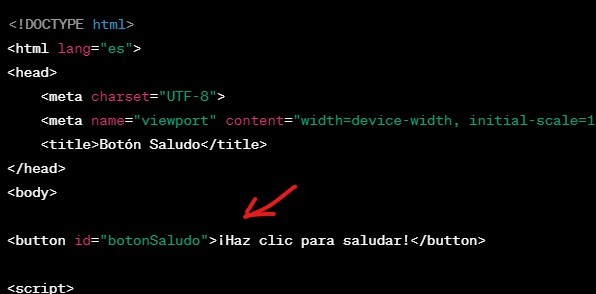 <!DOCTYPE html>
<html lang="es">
<head>
<meta charset="UTF-8">
<meta name="viewport" content="width=device-width, initial-scale=1
<title>Botón Saludo</title>
</head>
<body>
<button id="botonSaludo">¡Haz clic para saludar!</button>
<script>